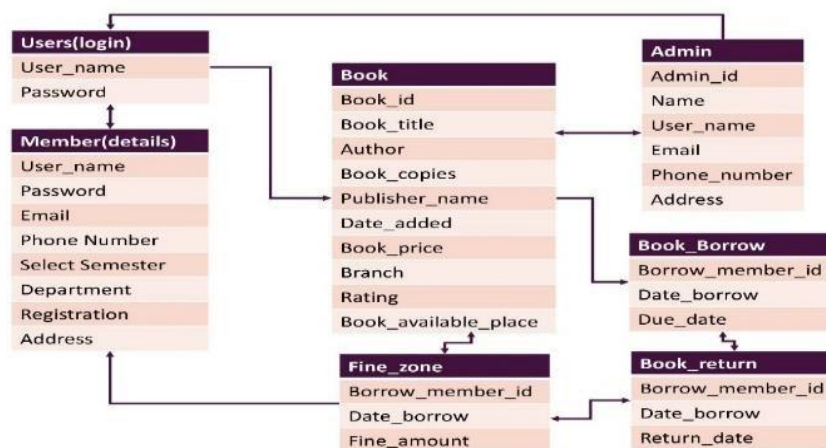 Users(login)
User_name
Password
Member(details)
User_name
Password
Email
Phone Number
Select Semester
Department
Registration
Address
Book
Book_id
Book_title
Author
Book_copies
Publisher_name
Date_added
Book_price
Branch
Rating
Book_available_place
Fine_zone
Borrow_member_id
Date_borrow
Fine_amount
Admin
Admin_id
Name
User_name
Email
Phone_number
Address
Book_Borrow
Borrow_member_id
Date_borrow
Due_date
Book_return
Borrow_member_id
Date_borrow
Return_date